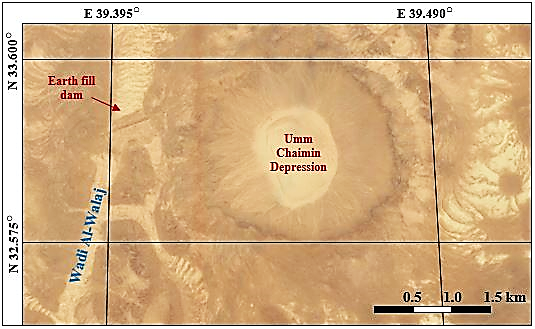 E 39.395°
E 39.490°
N 33.600°
Earth fill
dam
Umm
Chaimin
Depression
Wadi Al-Walaj
N 32.575°
0.5 1.0 1.5 km